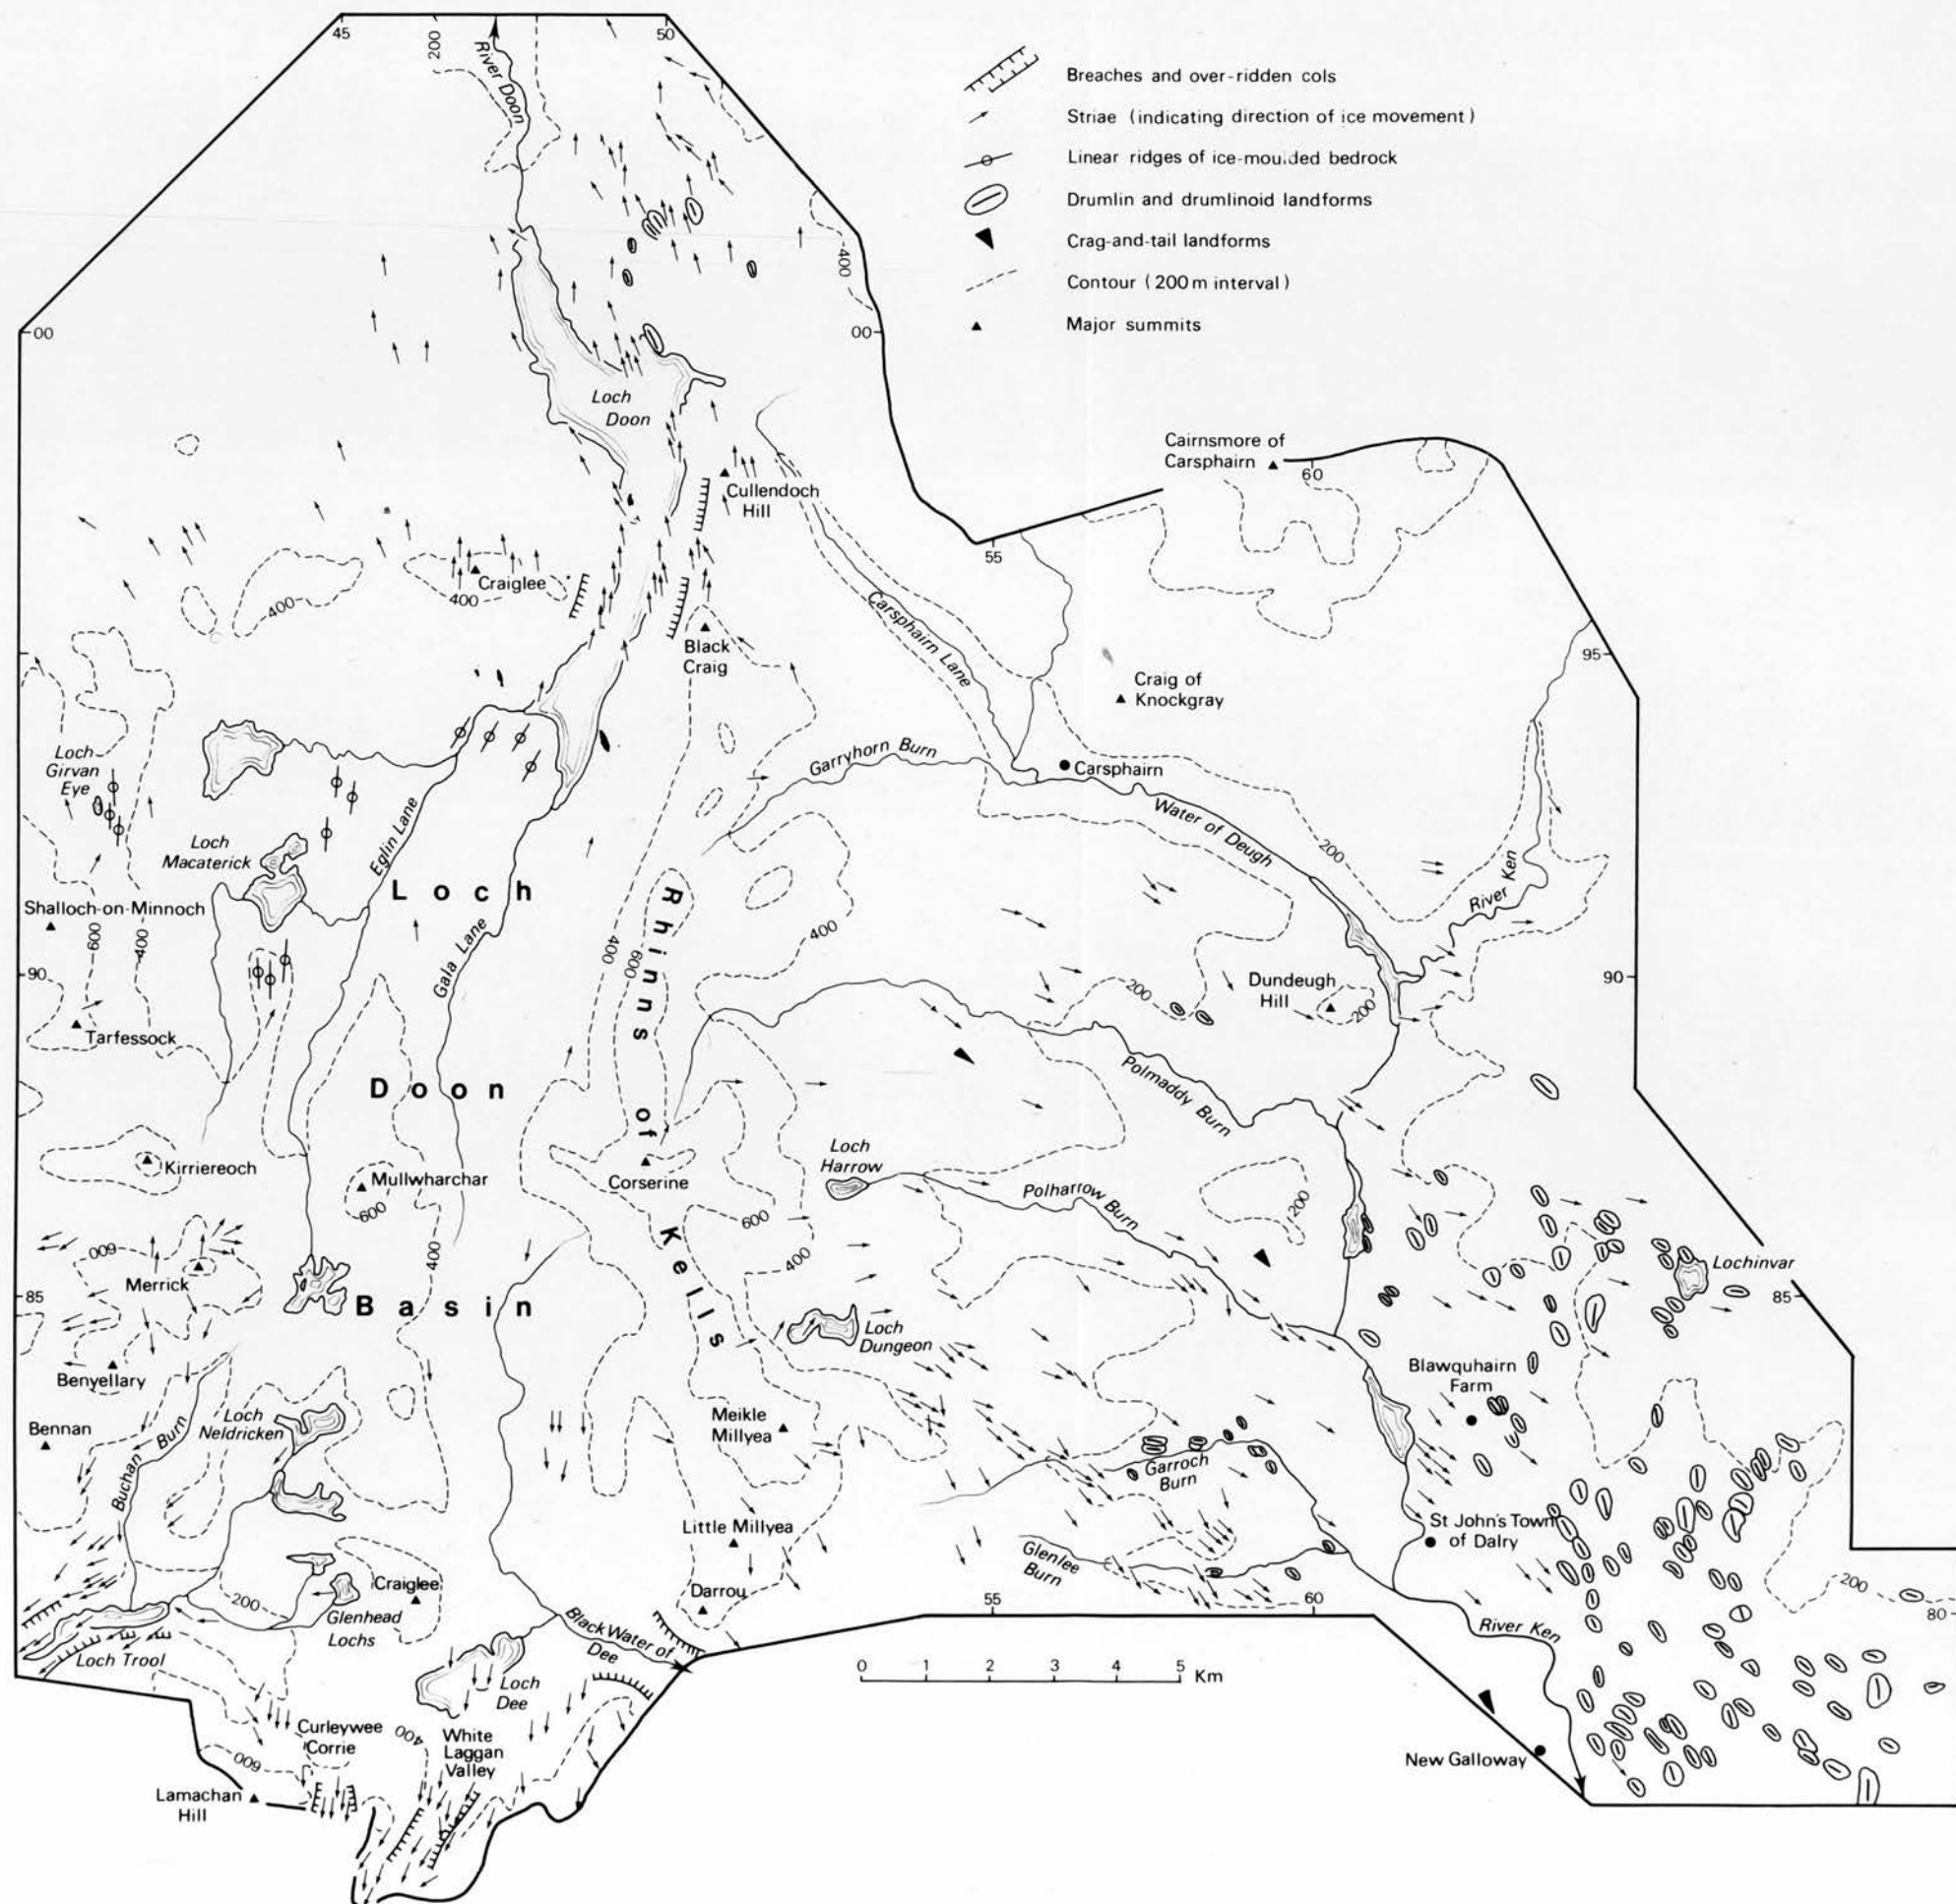 45
200
50
River Doon
Breaches and over-ridden cols
Striae (indicating direction of ice movement)
Linear ridges of ice-moulded bedrock
Drumlin and drumlinoid landforms
Crag-and-tail landforms
Contour (200m interval)
Major summits
400
00
00
Loch
Doon
Cairnsmore of
Carsphairn
60
Cullendoch
Hill
55
Craiglee
400
400
Carsphairn Lane
Black
Craig
95
Craig of
Knockgray
Loch
Girvan
Eye
Garryhorn Burn
Carsphairn
Water of Deugh
200
River Ken
Loch
Macaterick
Eglin Lane
Loch
Shalloch-on-Minnoch
600
400
Gala Lane
400
600
Rhinns of Kells
400
90
90
Dundeugh
Hill
200
200
Tarfessock
Doon
Polmaddy Burn
Kirriereoch
Mullwharchar
600
Corserine
Loch
Harrow
Polharrow Burn
200
600
400
600
Merrick
400
85
Basin
Lochinvar
85
Loch
Dungeon
Benyellary
Blawquhairn
Farm
Bennan
Buchan Burn
Loch
Neldricken
Meikle
Millyea
Garroch
Burn
Little Millyea
St John's Town
of Dalry
Glenlee
Burn
Craiglee
200
Glenhead
Lochs
Darrou
55
60
200
80
Loch Trool
Black Water of
Dee
River Ken
0 1 2 3 4 5 Km
Loch
Dee
Curleywee
Corrie
400
White
Laggan
Valley
600
New Galloway
Lamachan
Hill